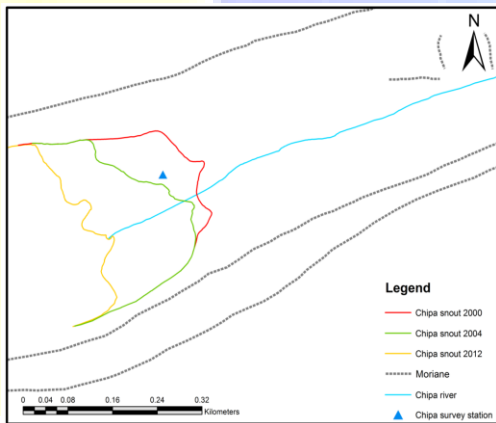 N
Legend
Chipa snout 2000
Chipa snout 2004
Chipa snout 2012
Moriane
Chipa river
Chipa survey station
0 0.04 0.08 0.16 0.24 0.32
Kilometers